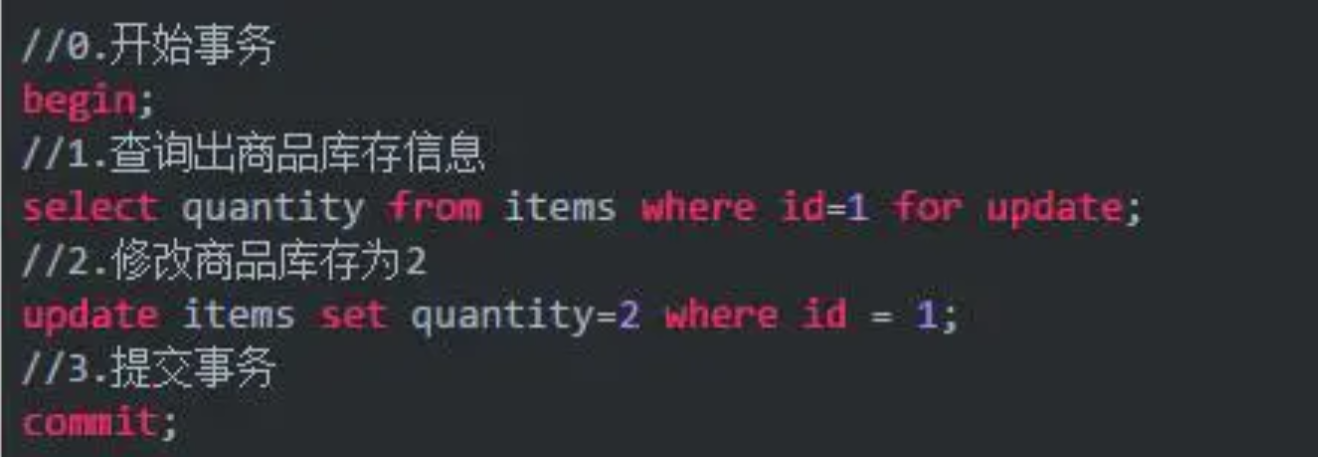 //0.开始事务
begin;
//1.查询出商品库存信息
select quantity from items where id=1 for update;
//2.修改商品库存为2
update items set quantity=2 where id = 1;
//3.提交事务
commit;